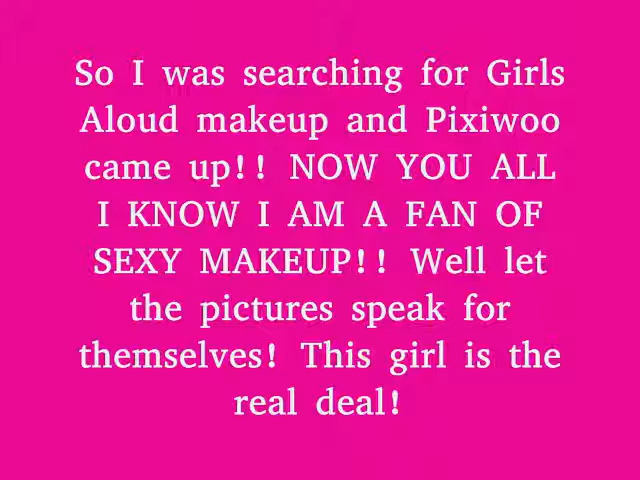 So I was searching for Girls
Aloud makeup and Pixiwoo
came up!! NOW YOU ALL
I KNOW I AM A FAN OF
SEXY MAKEUP!! Well let
the pictures speak for
themselves! This girl is the
real deal!